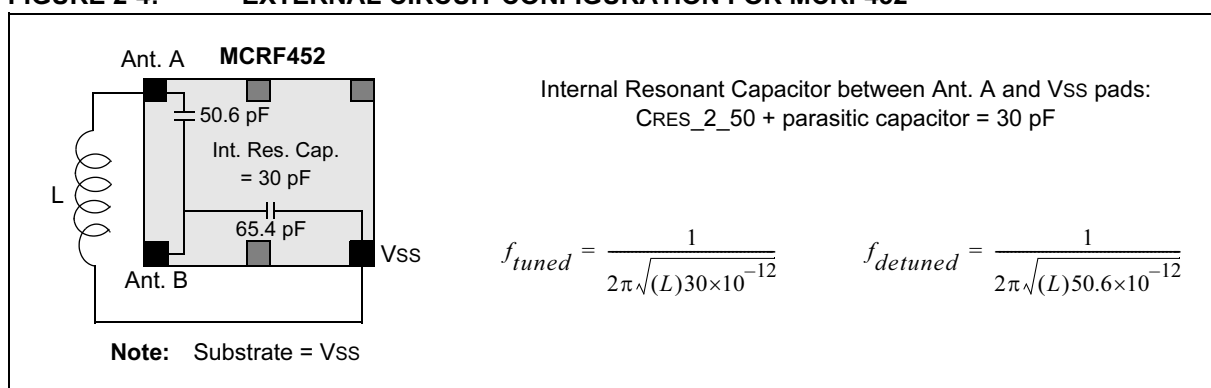 FIGURE 2-4: EXTERNAL CIRCUIT CONFIGURATION FOR MCRF452
Ant. A MCRF452
50.6 pF
Int. Res. Cap.
= 30 pF
65.4 pF
L
Vss
Ant. B
Note: Substrate = Vss
Internal Resonant Capacitor between Ant. A and Vss pads:
CRES_2_50 + parasitic capacitor = 30 pF
f_tuned = 1 / 2π√(L)30×10⁻¹²
f_detuned = 1 / 2π√(L)50.6×10⁻¹²